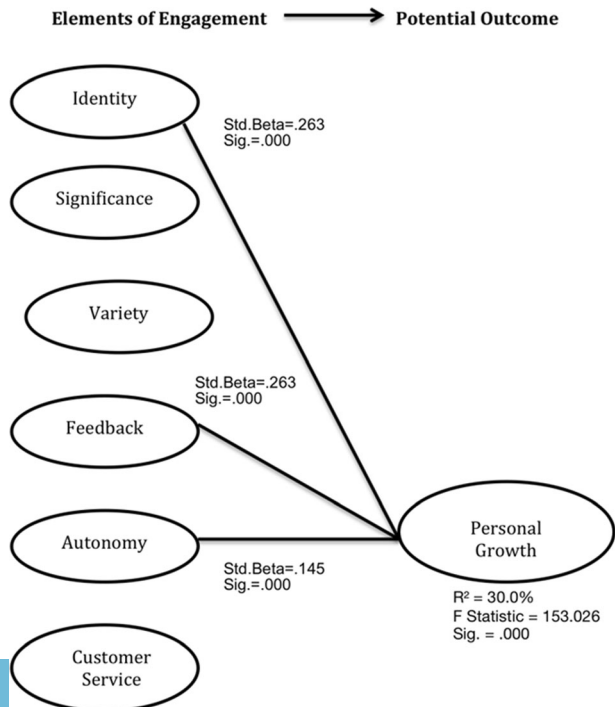 Elements of Engagement Potential Outcome
Identity
Std.Beta=.263
Sig.=.000
Significance
Variety
Std.Beta=.263
Sig.=.000
Feedback
Autonomy
Std.Beta=.145
Sig.=.000
Personal
Growth
R² = 30.0%
F Statistic = 153.026
Sig. = .000
Customer
Service